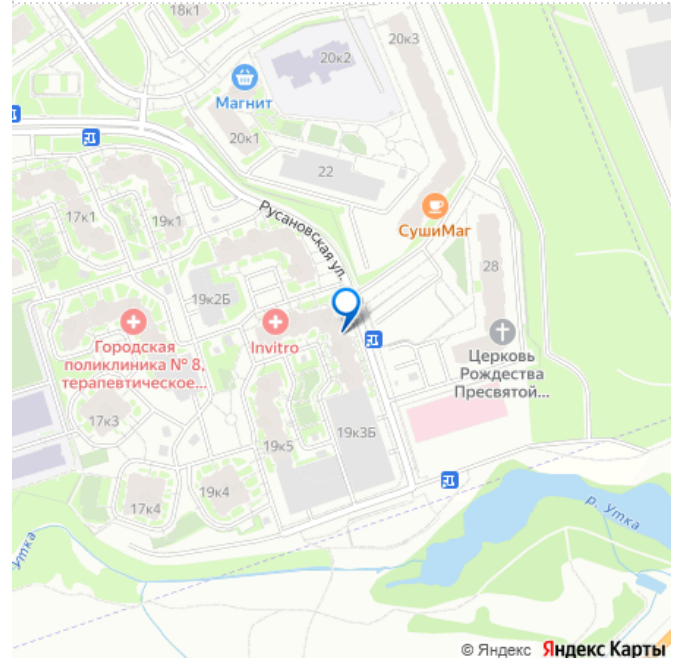 18к1
20к3
20к2
Магнит
20к1
22
17к1
19к1
Русановская ул.
СушиМаг
28
19к2Б
Invitro
Городская
поликлиника № 8,
терапевтическое...
Церковь
Рождества
Пресвятой...
17к3
19к5
19к3Б
19к4
17к4
р. Утка
Утка
© Яндекс Яндекс Карты